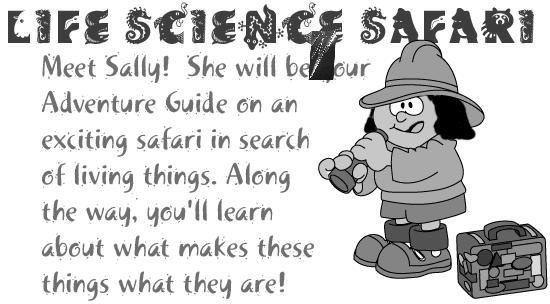 LIFE SCIENCE SAFARI
Meet Sally! She will be your
Adventure Guide on an
exciting safari in search
of living things. Along
the way, you'll learn
about what makes these
things what they are!